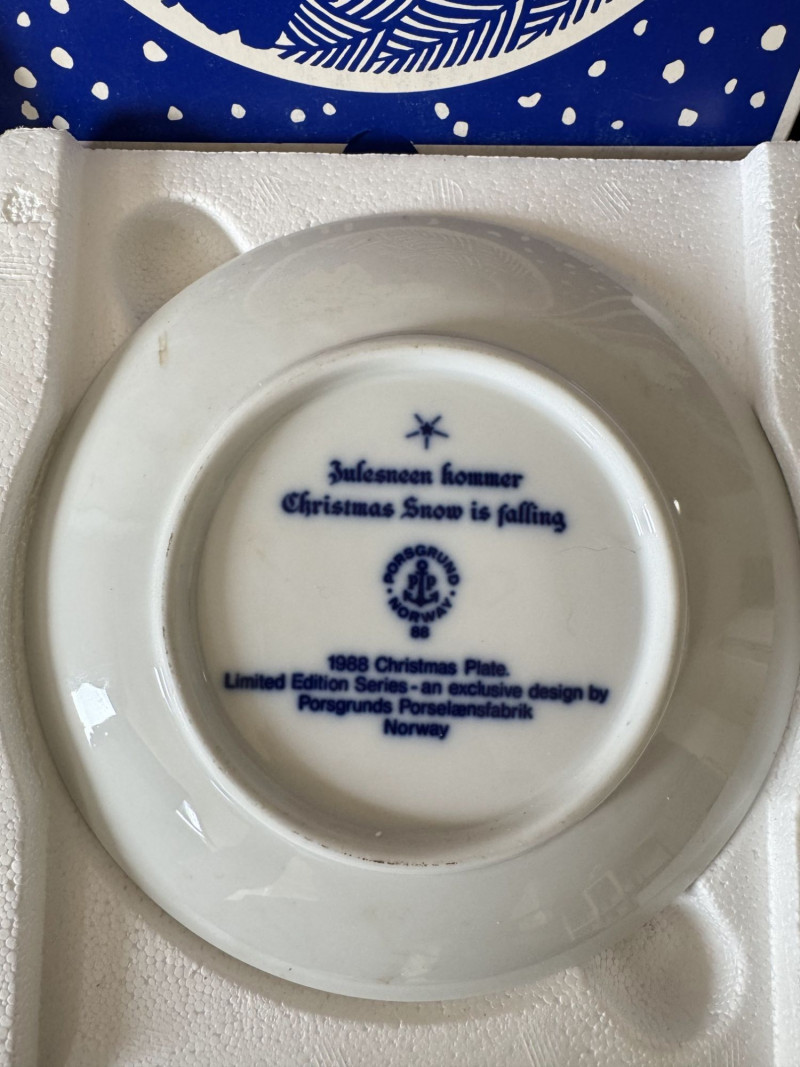 Julesneen kommer
Christmas Snow is falling
PORSGRUND
PP
NORWAY
88
1988 Christmas Plate.
Limited Edition Series - an exclusive design by
Porsgrunds Porselænsfabrik
Norway